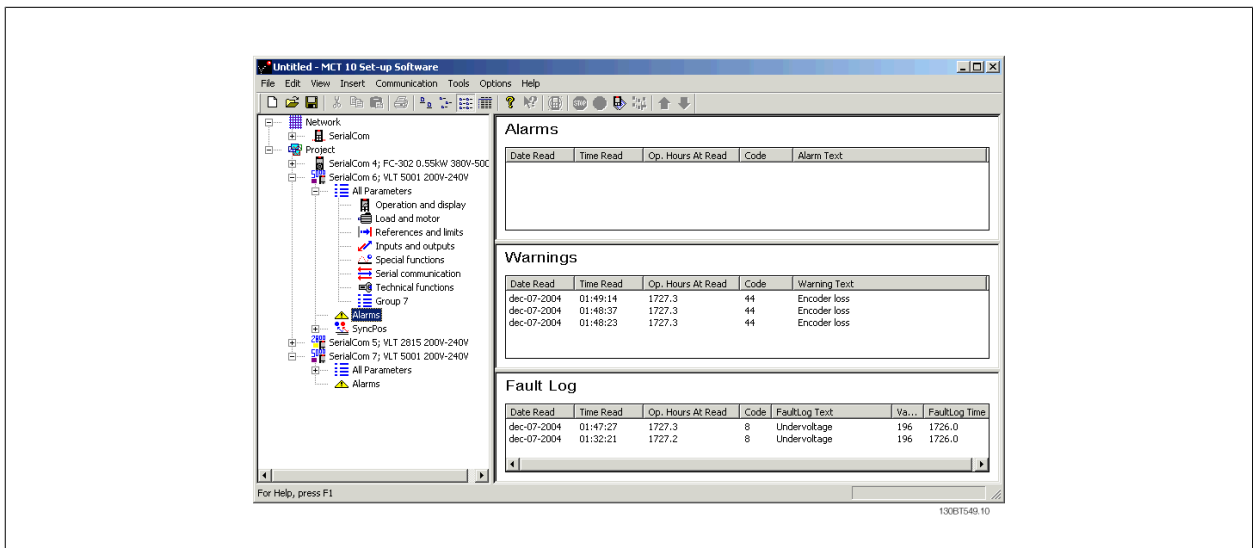 Untitled - MCT 10 Set-up Software
File Edit View Insert Communication Tools Options Help
Network
SerialCom
Project
SerialCom 4; FC-302 0.55kW 380V-50
SerialCom 6; VLT 5001 200V-240V
All Parameters
Operation and display
Load and motor
References and limits
Inputs and outputs
Special functions
Serial communication
Technical functions
Group 7
Alarms
SyncPos
SerialCom 5; VLT 2815 200V-240V
SerialCom 7; VLT 5001 200V-240V
All Parameters
Alarms
Alarms
Date Read Time Read Op. Hours At Read Code Alarm Text
Warnings
Date Read Time Read Op. Hours At Read Code Warning Text
dec-07-2004 01:49:14 1727.3 44 Encoder loss
dec-07-2004 01:48:37 1727.3 44 Encoder loss
dec-07-2004 01:48:23 1727.3 44 Encoder loss
Fault Log
Date Read Time Read Op. Hours At Read Code FaultLog Text Va... FaultLog Time
dec-07-2004 01:47:27 1727.3 8 Undervoltage 196 1726.0
dec-07-2004 01:32:21 1727.2 8 Undervoltage 196 1726.0
For Help, press F1
130BT549.10